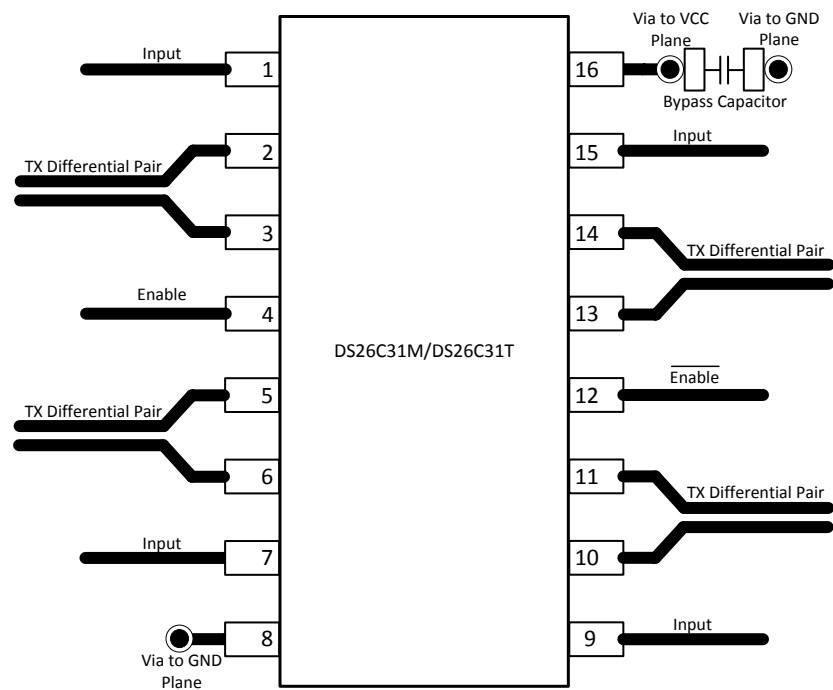 Via to VCC
Plane
Via to GND
Plane
Bypass Capacitor
Input
1
16
TX Differential Pair
2
15
Input
3
14
TX Differential Pair
Enable
4
13
DS26C31M/DS26C31T
TX Differential Pair
5
12
Enable
6
11
TX Differential Pair
Input
7
10
Via to GND
Plane
8
9
Input